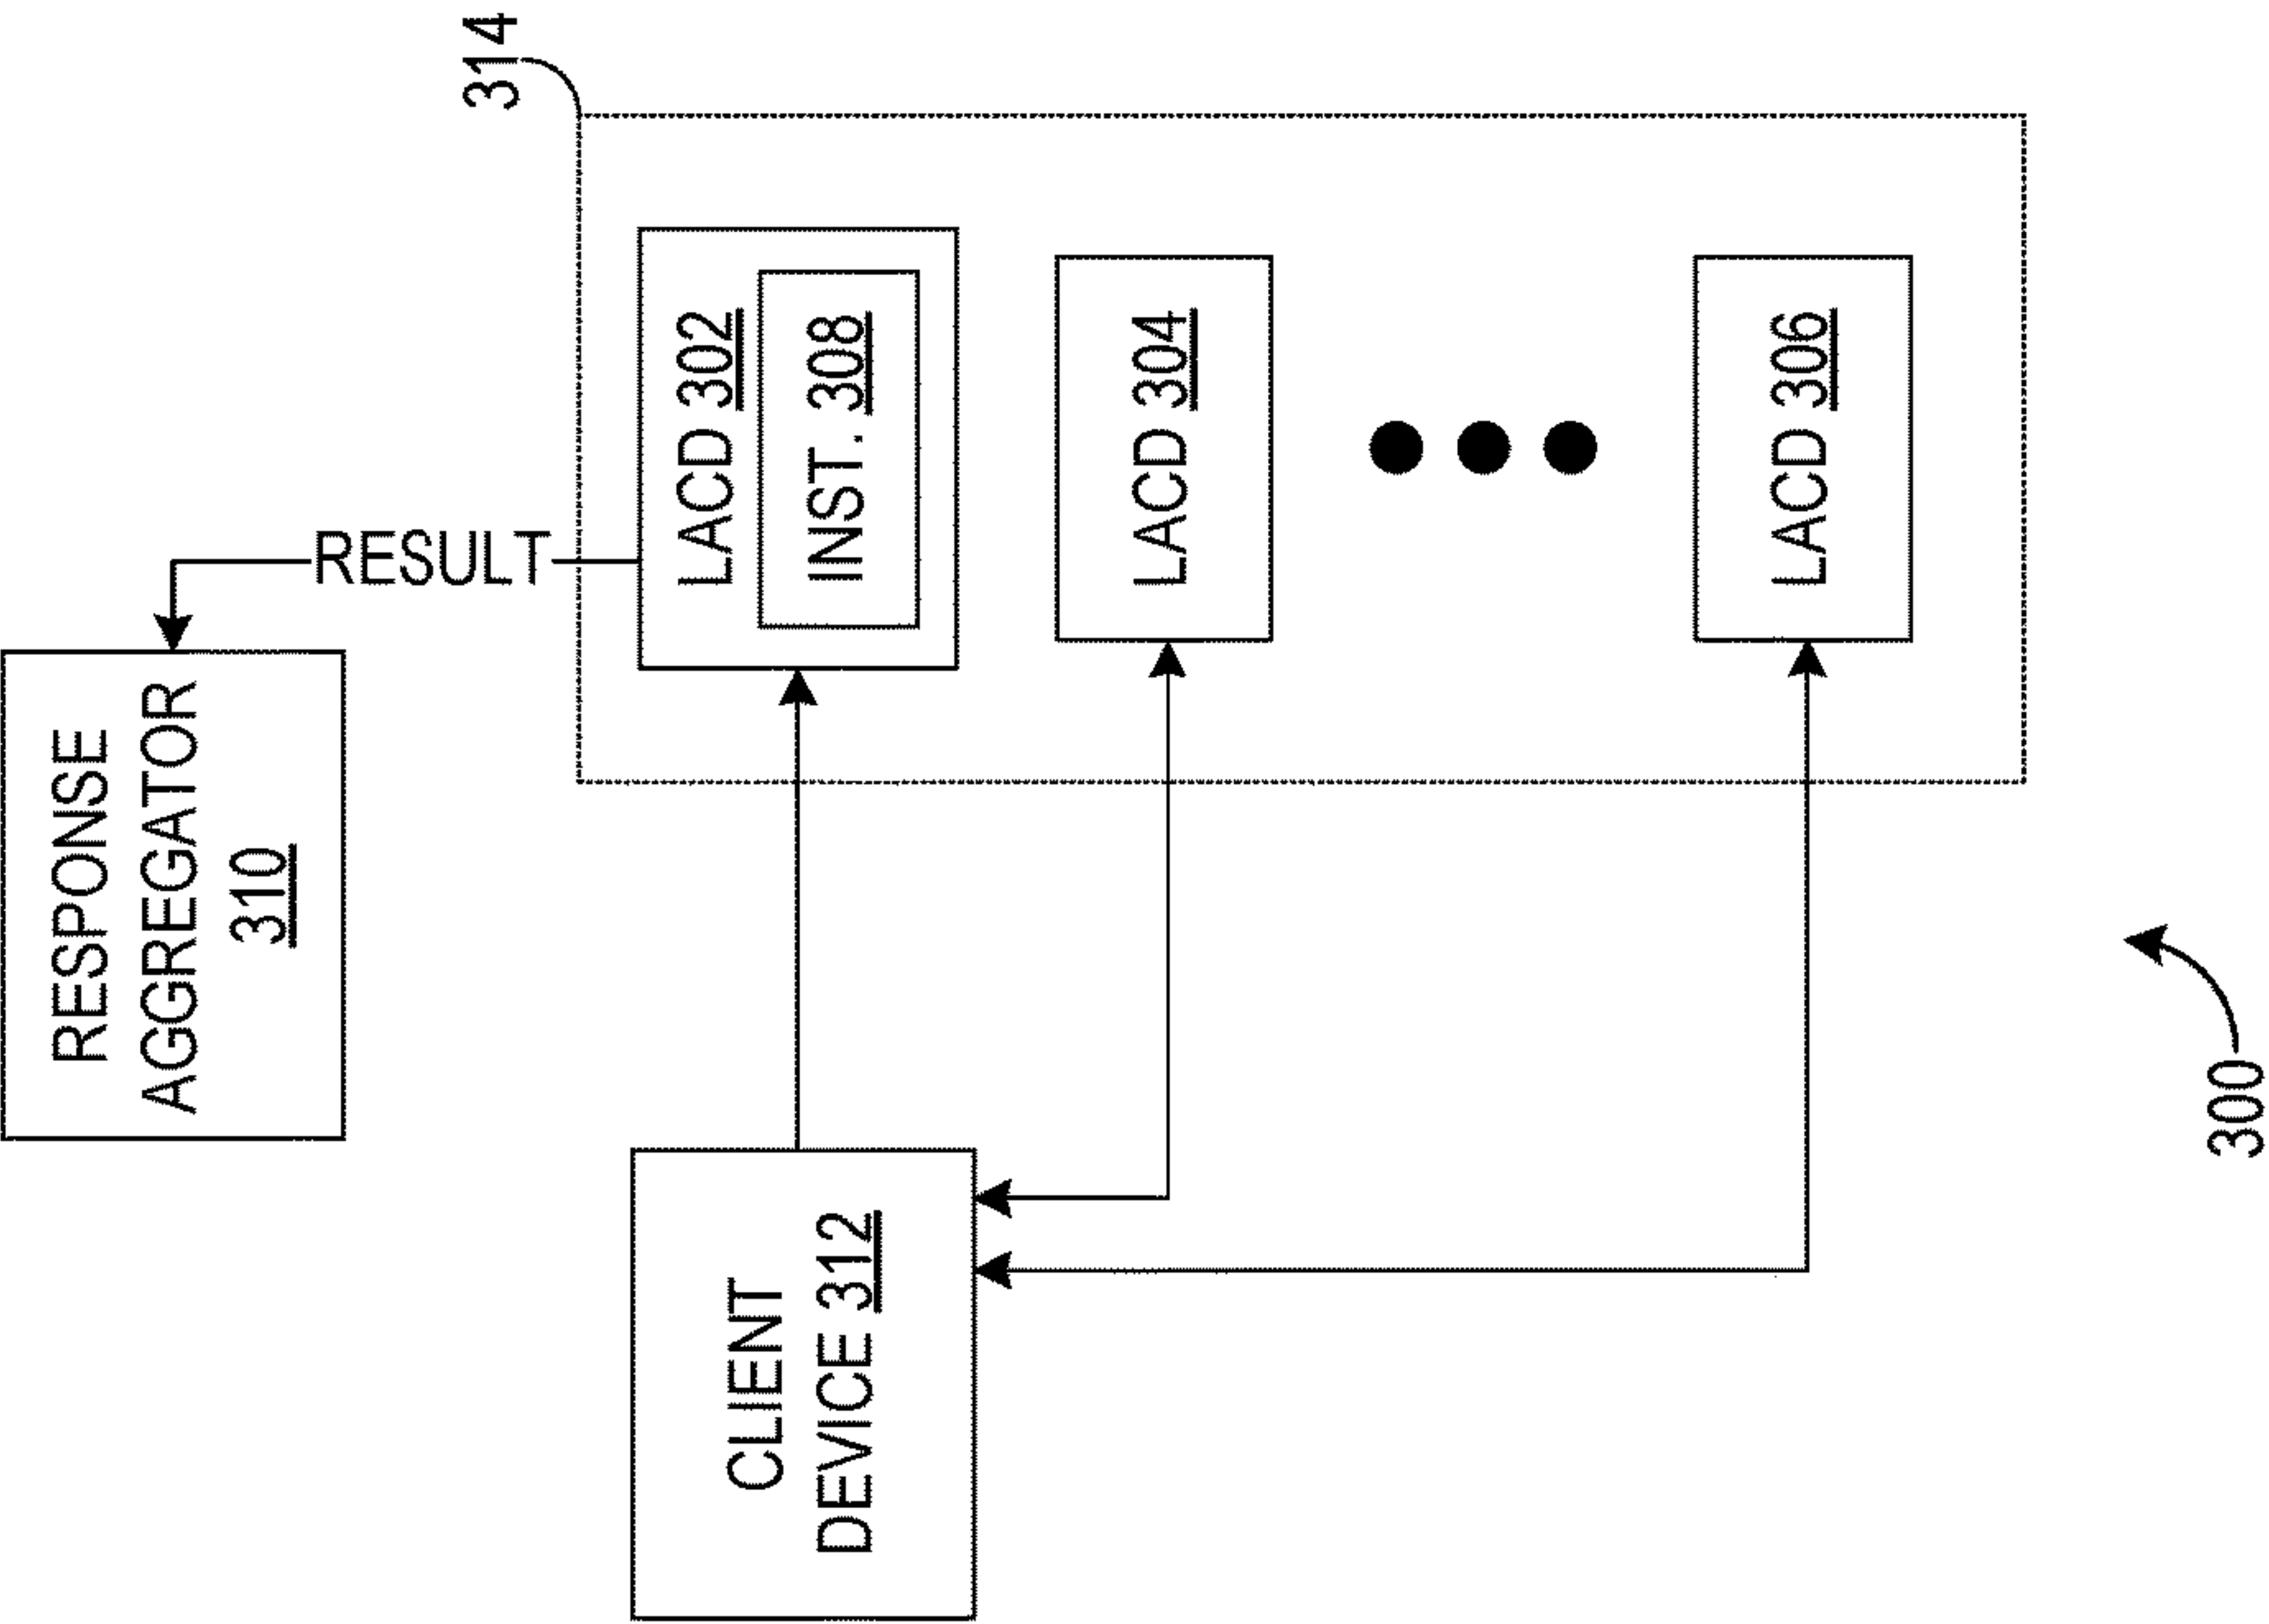 RESPONSE
AGGREGATOR
310
RESULT
314
CLIENT
DEVICE 312
LACD 302
INST. 308
LACD 304
LACD 306
300